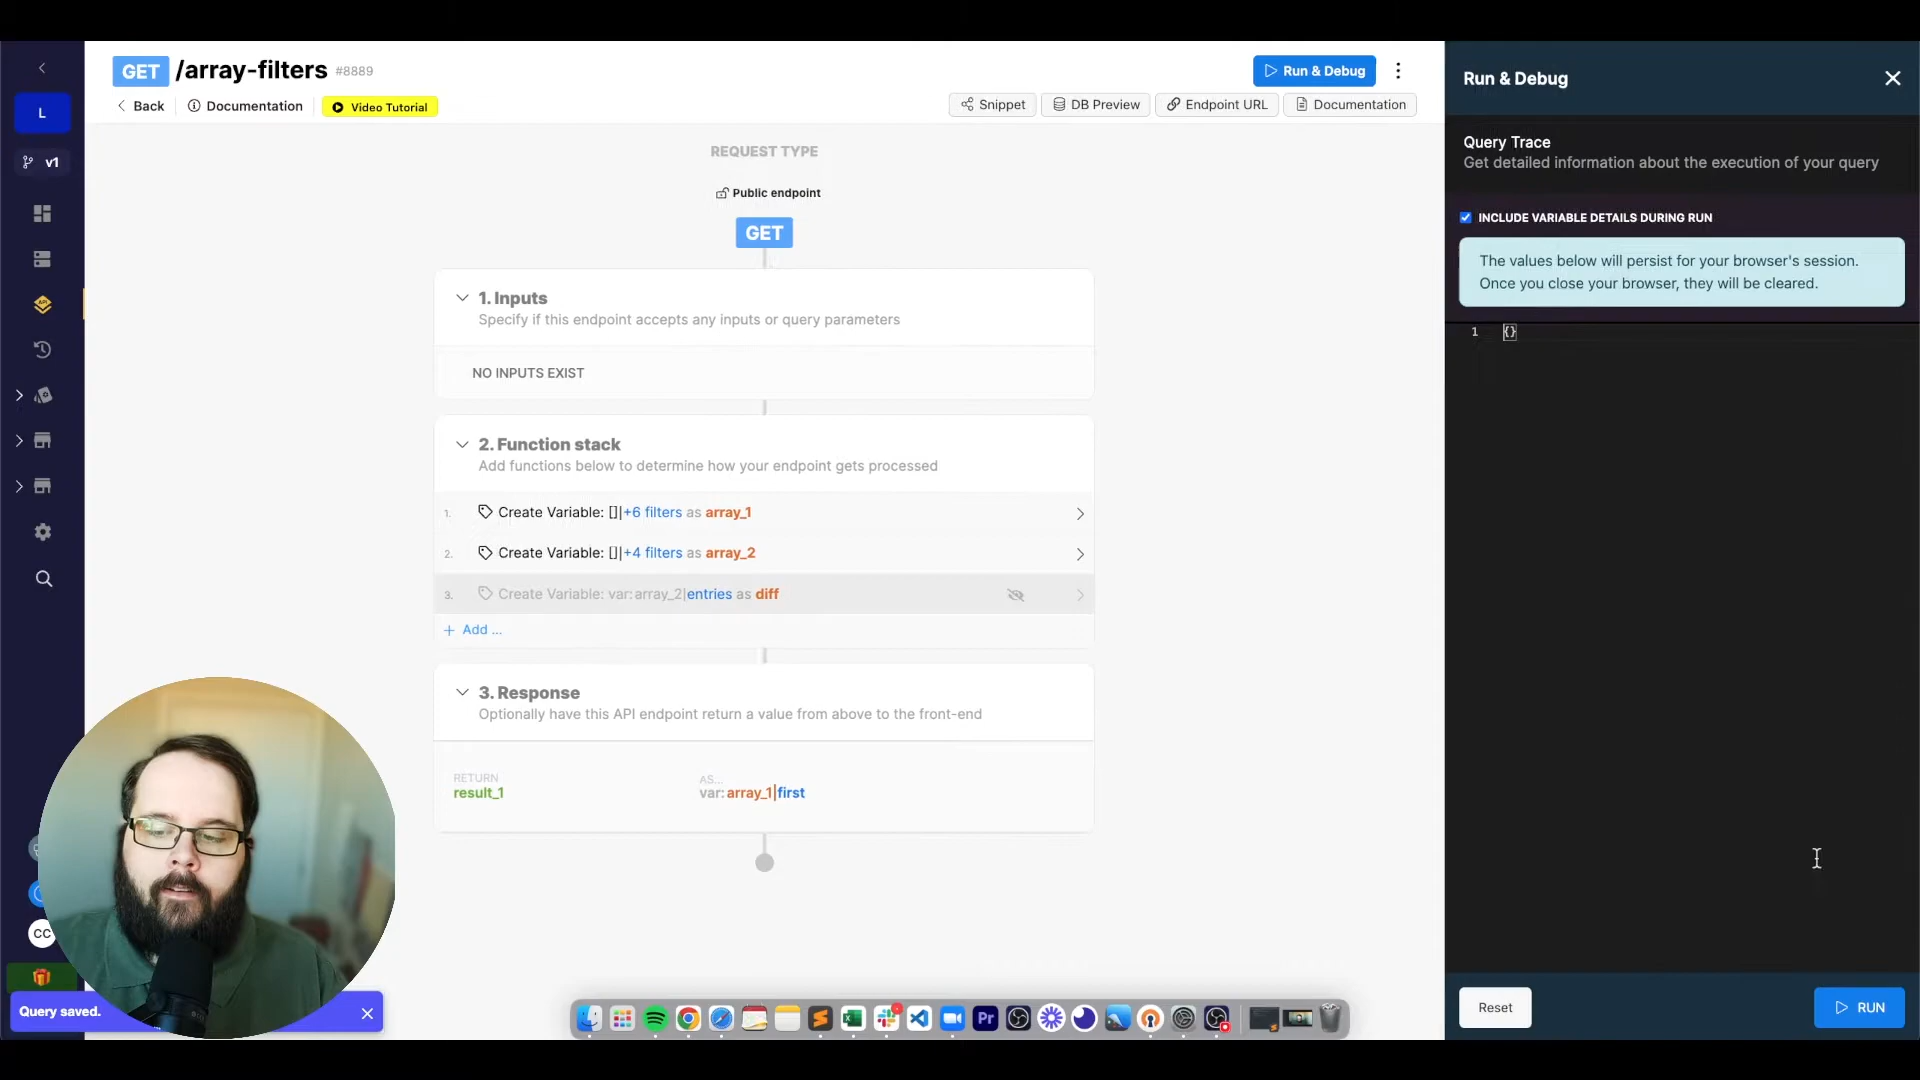 GET /array-filters #8889
Run & Debug
Back
Documentation
Video Tutorial
Snippet
DB Preview
Endpoint URL
Documentation
L
v1
API
REQUEST TYPE
Public endpoint
GET
1. Inputs
Specify if this endpoint accepts any inputs or query parameters
NO INPUTS EXIST
2. Function stack
Add functions below to determine how your endpoint gets processed
1. Create Variable: []|+6 filters as array_1
2. Create Variable: []|+4 filters as array_2
3. Create Variable: var:array_2|entries as diff
+ Add ...
3. Response
Optionally have this API endpoint return a value from above to the front-end
RETURN
result_1
AS...
var:array_1|first
CC
Query saved.
Pr
Run & Debug
Query Trace
Get detailed information about the execution of your query
INCLUDE VARIABLE DETAILS DURING RUN
The values below will persist for your browser's session.
Once you close your browser, they will be cleared.
1 {}
Reset
RUN